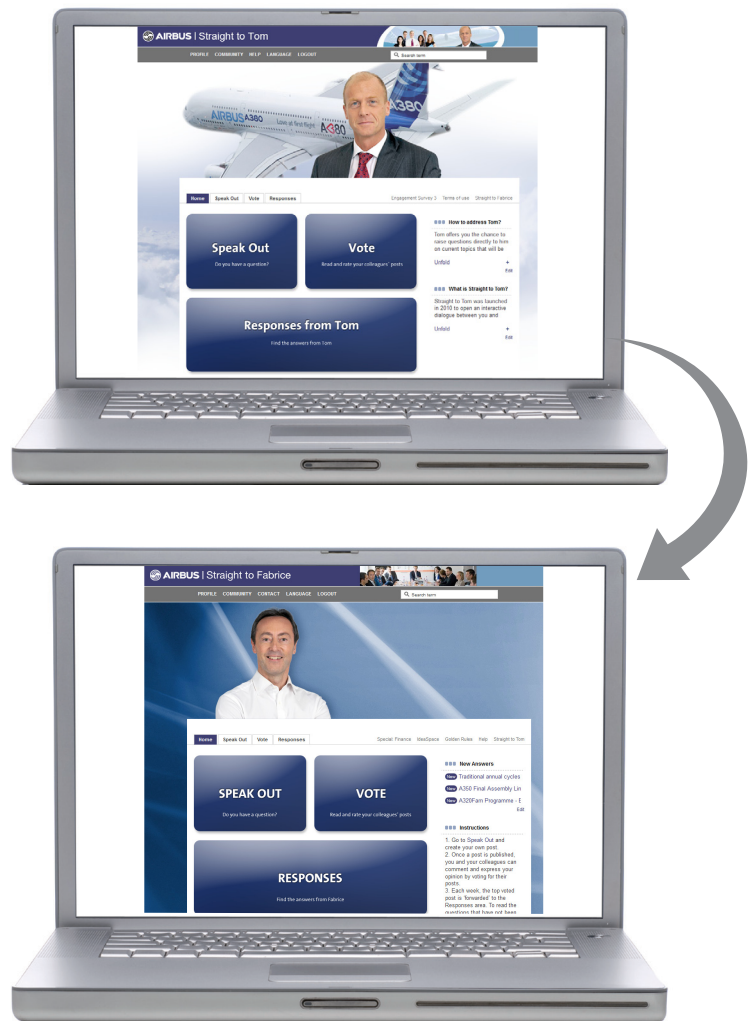 AIRBUS | Straight to Tom
PROFILE COMMUNITY HELP LANGUAGE LOGOUT
Search term
AIRBUS A380
Love at first flight
A380
A380
Home Speak Out Vote Responses
Engagement Survey 3 Terms of use Straight to Fabrice
Speak Out
Do you have a question?
Vote
Read and rate your colleagues' posts
Responses from Tom
Find the answers from Tom
How to address Tom?
Tom offers you the chance to
raise questions directly to him
on current topics that will be
Unfold +
Edit
What is Straight to Tom?
Straight to Tom was launched
in 2010 to open an interactive
dialogue between you and
Unfold +
Edit
AIRBUS | Straight to Fabrice
PROFILE COMMUNITY CONTACT LANGUAGE LOGOUT
Search term
Home Speak Out Vote Responses
Special: Finance IdeaSpace Golden Rules Help Straight to Tom
SPEAK OUT
Do you have a question?
VOTE
Read and rate your colleagues' posts
RESPONSES
Find the answers from Fabrice
New Answers
New Traditional annual cycles
New A350 Final Assembly Lin
New A320Fam Programme - E
Edit
Instructions
1. Go to Speak Out and
create your own post.
2. Once a post is published,
you and your colleagues can
comment and express your
opinion by voting for their
posts.
3. Each week, the top voted
post is 'forwarded' to the
Responses area. To read the
questions that have not been